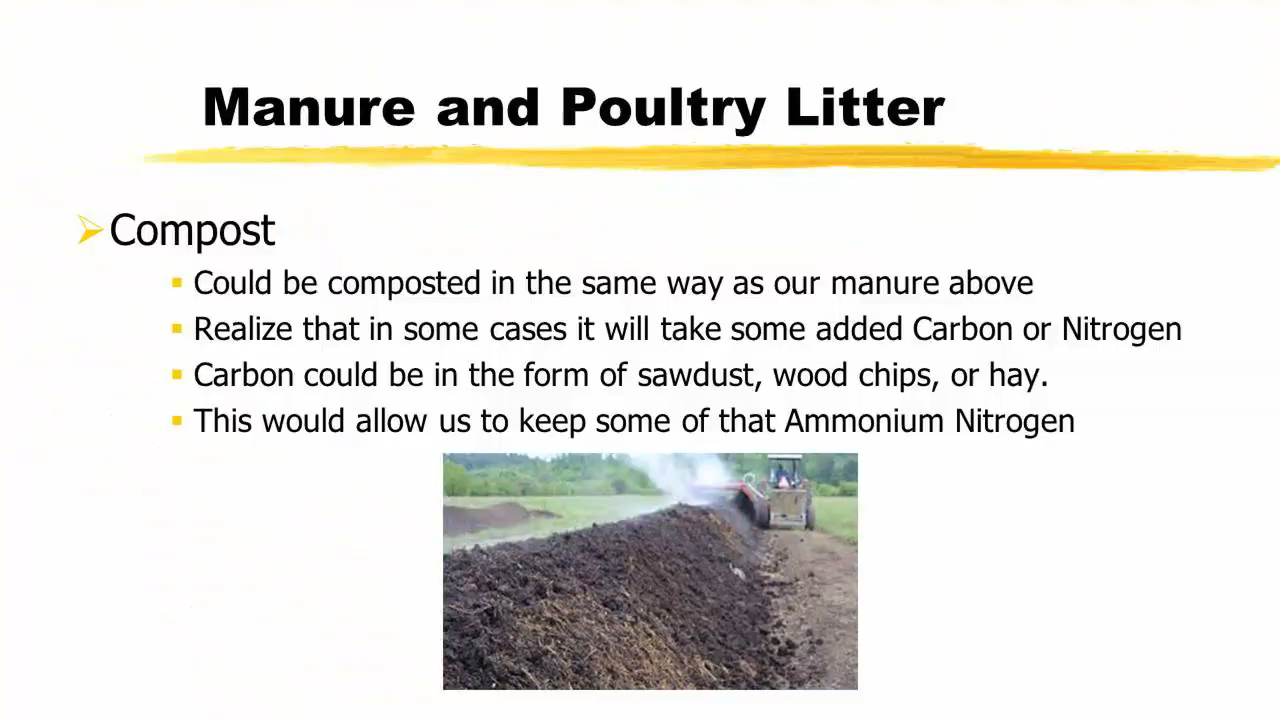 Manure and Poultry Litter
Compost
Could be composted in the same way as our manure above
Realize that in some cases it will take some added Carbon or Nitrogen
Carbon could be in the form of sawdust, wood chips, or hay.
This would allow us to keep some of that Ammonium Nitrogen